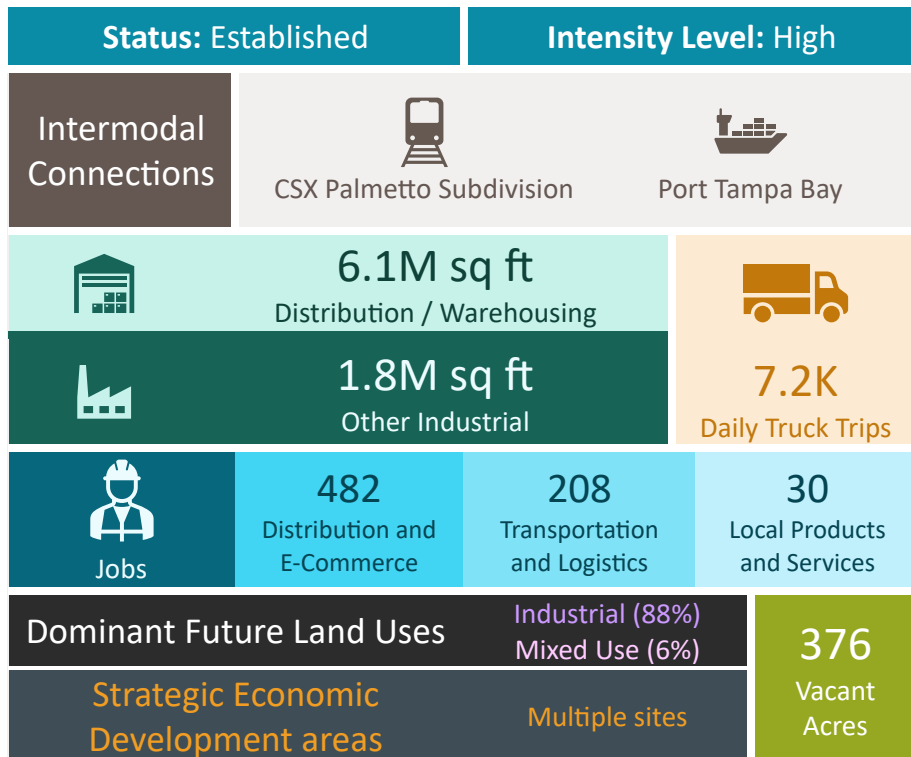 Status: Established
Intensity Level: High
Intermodal
Connections
CSX Palmetto Subdivision
Port Tampa Bay
6.1M sq ft
Distribution / Warehousing
1.8M sq ft
Other Industrial
7.2K
Daily Truck Trips
Jobs
482
Distribution and
E-Commerce
208
Transportation
and Logistics
30
Local Products
and Services
Dominant Future Land Uses
Industrial (88%)
Mixed Use (6%)
Strategic Economic
Development areas
Multiple sites
376
Vacant
Acres